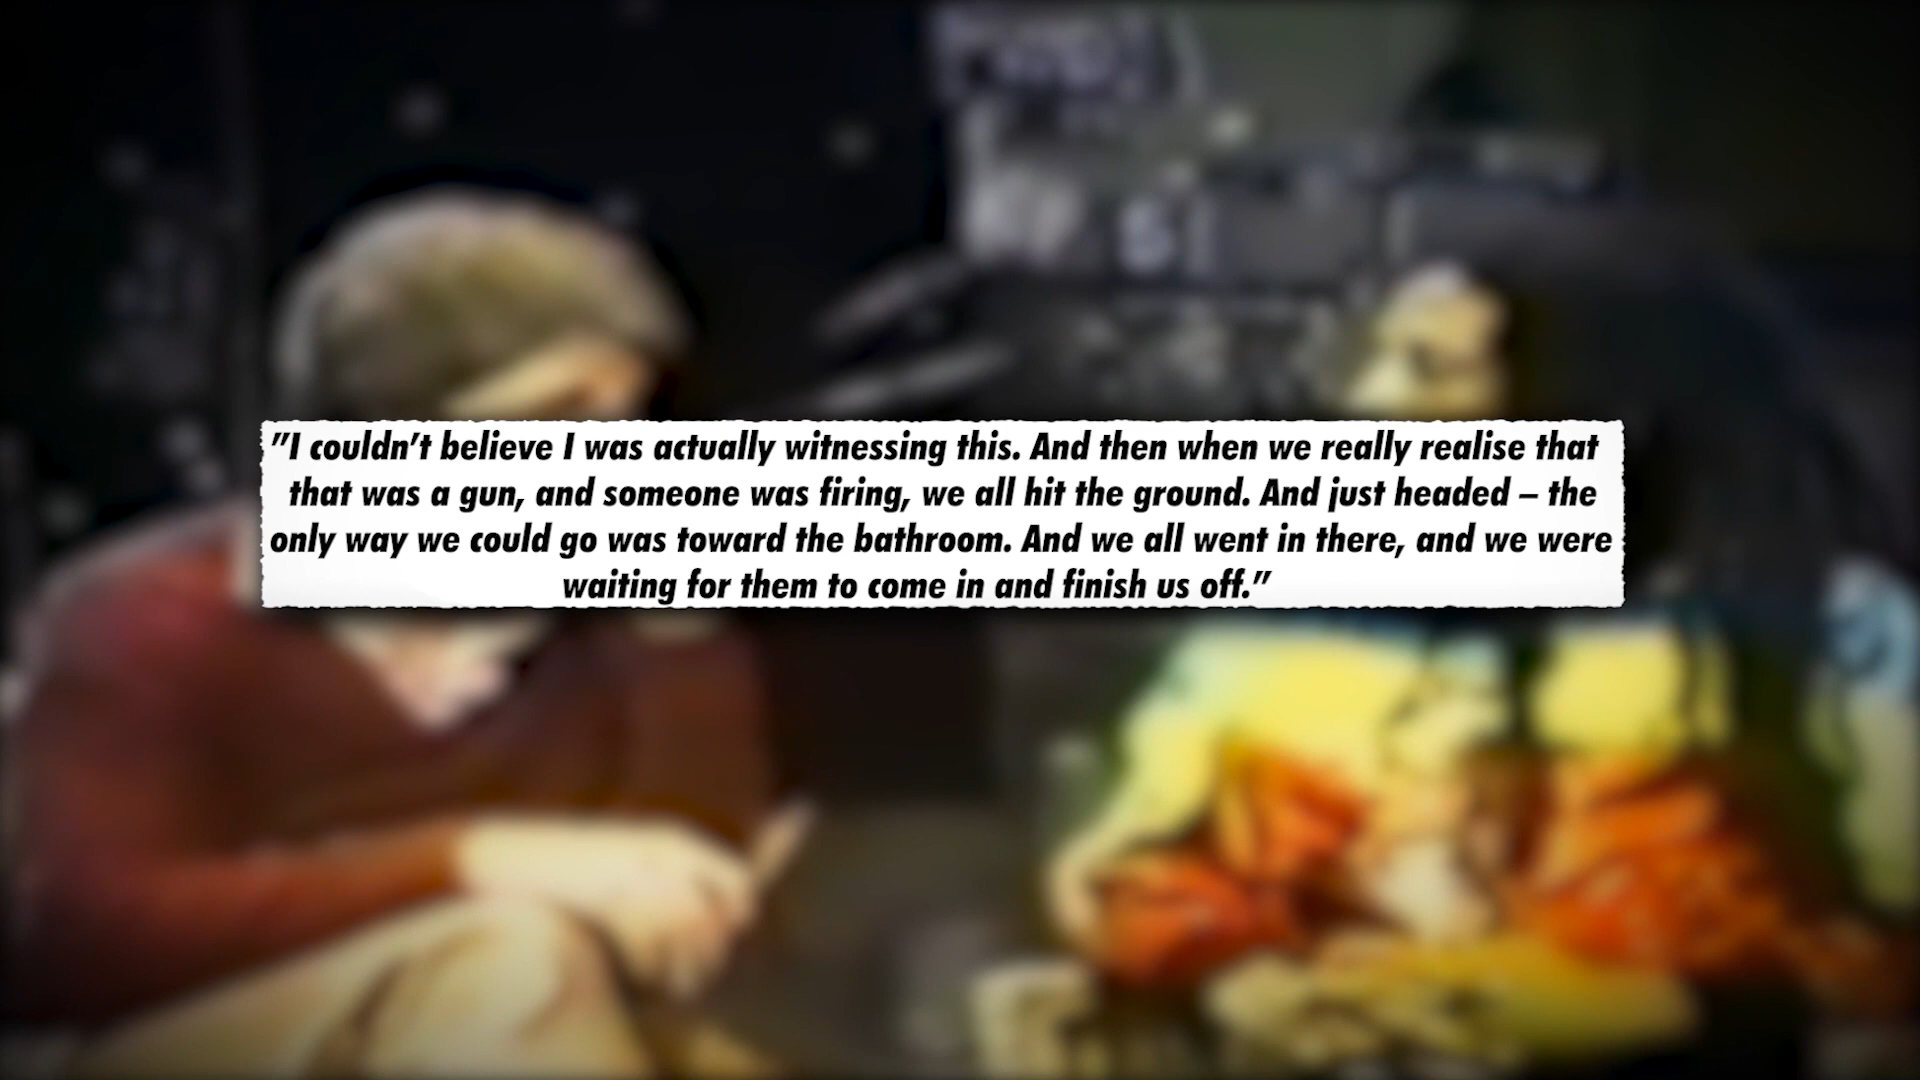 "I couldn't believe I was actually witnessing this. And then when we really realise that
that was a gun, and someone was firing, we all hit the ground. And just headed – the
only way we could go was toward the bathroom. And we all went in there, and we were
waiting for them to come in and finish us off."